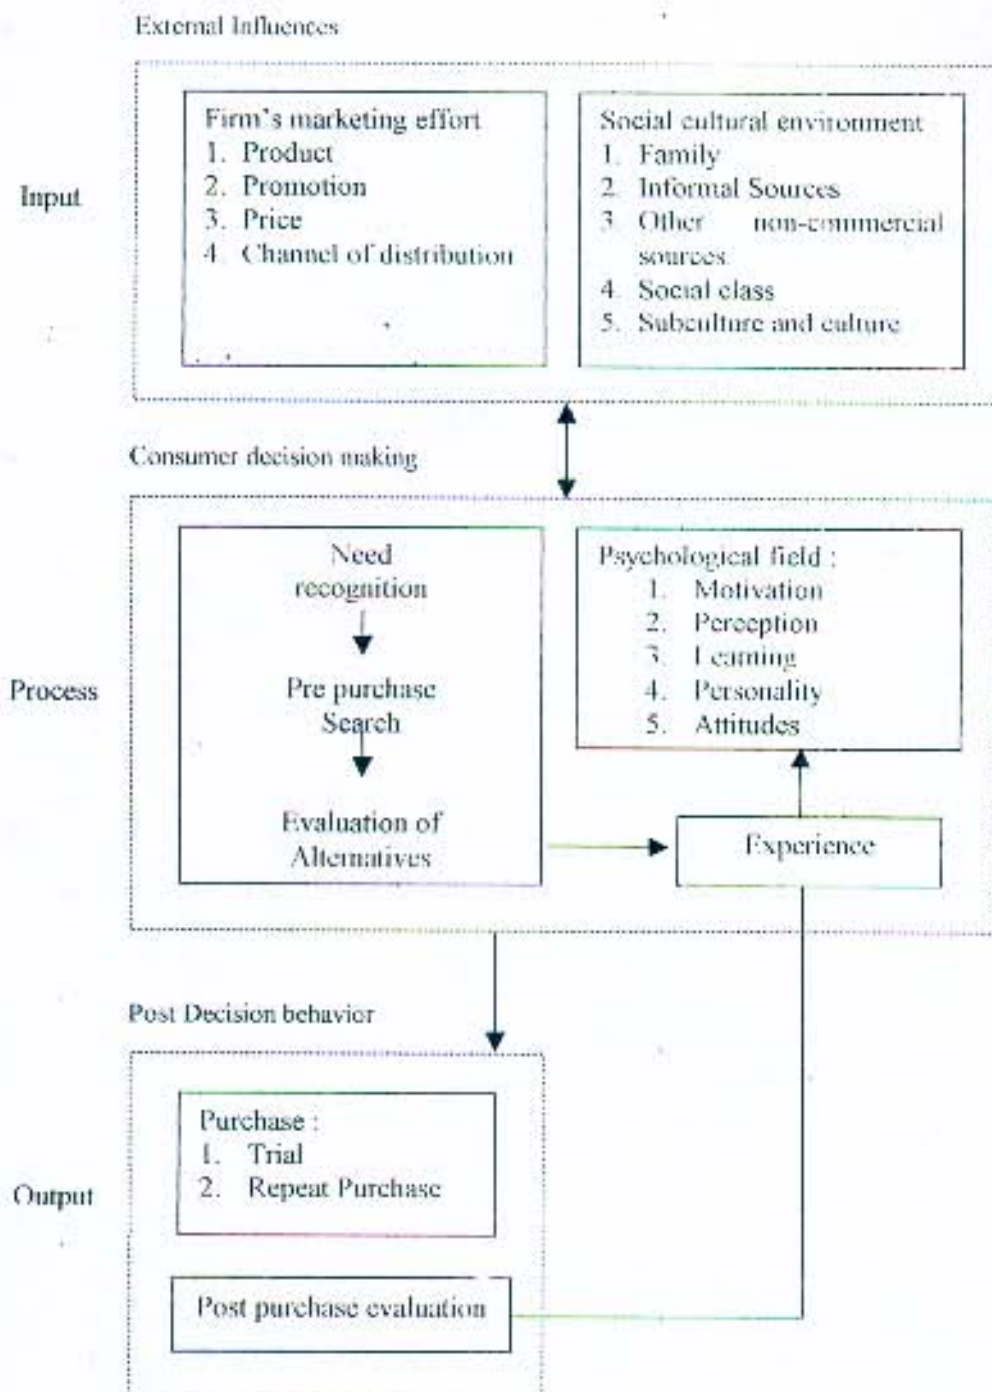 External Influences
Input
Firm's marketing effort
1. Product
2. Promotion
3. Price
4. Channel of distribution
Social cultural environment
1. Family
2. Informal Sources
3. Other non-commercial
sources
4. Social class
5. Subculture and culture
Consumer decision making
Process
Need
recognition
Pre purchase
Search
Evaluation of
Alternatives
Psychological field :
1. Motivation
2. Perception
3. Learning
4. Personality
5. Attitudes
Experience
Post Decision behavior
Output
Purchase :
1. Trial
2. Repeat Purchase
Post purchase evaluation